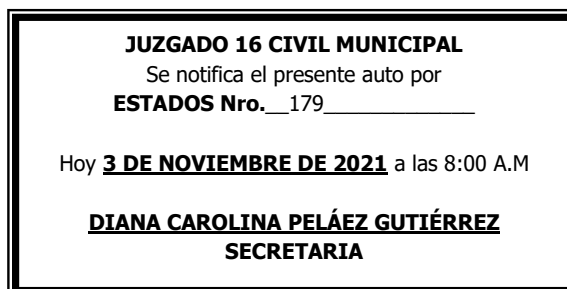 JUZGADO 16 CIVIL MUNICIPAL
Se notifica el presente auto por
ESTADOS Nro.__179_____________
Hoy 3 DE NOVIEMBRE DE 2021 a las 8:00 A.M
DIANA CAROLINA PELÁEZ GUTIÉRREZ
SECRETARIA